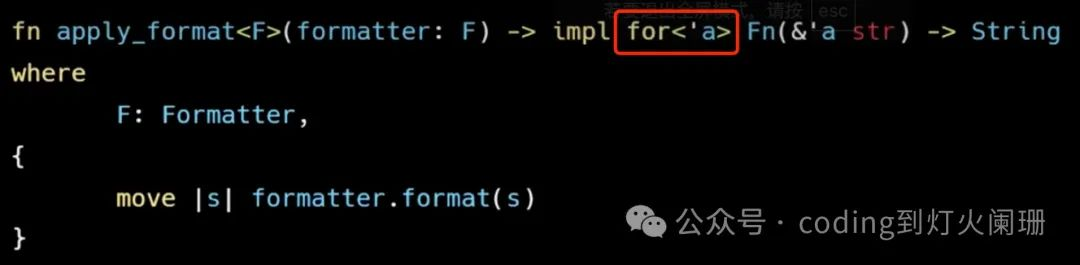 若要退出全屏模式，请按 esc
fn apply_format<F>(formatter: F) -> impl for<'a> Fn(&'a str) -> String
where
F: Formatter,
{
move |s| formatter.format(s)
}
公众号 · coding到灯火阑珊